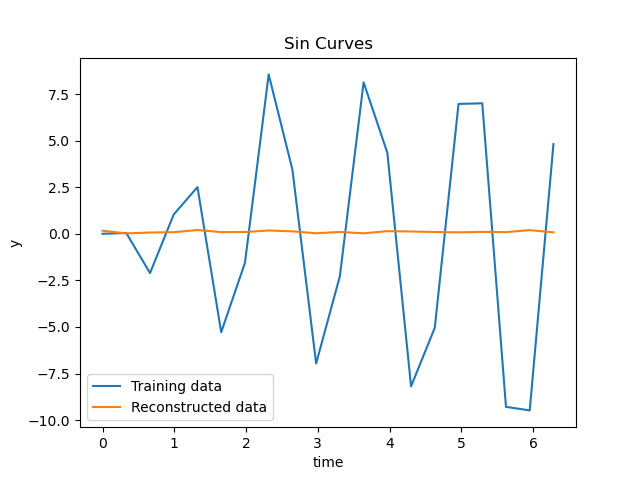 Sin Curves
y
7.5
5.0
2.5
0.0
−2.5
−5.0
−7.5
−10.0
Training data
Reconstructed data
0 1 2 3 4 5 6
time